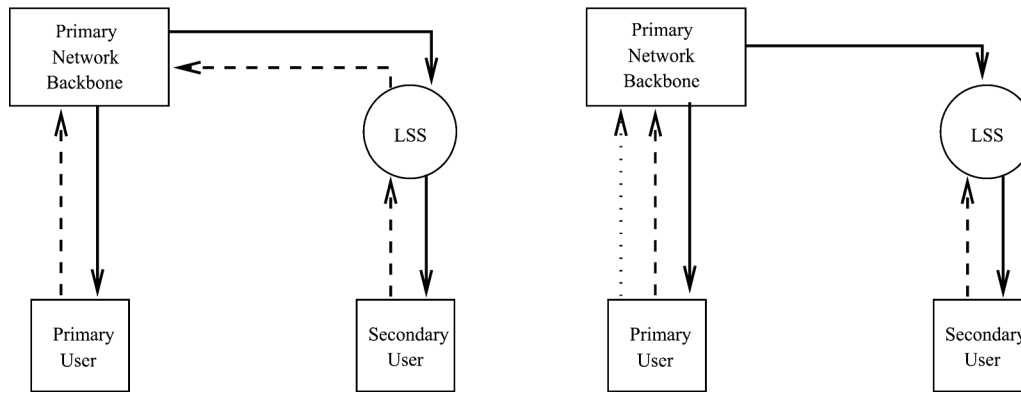 Primary
Network
Backbone
LSS
Primary
User
Secondary
User
Primary
Network
Backbone
LSS
Primary
User
Secondary
User